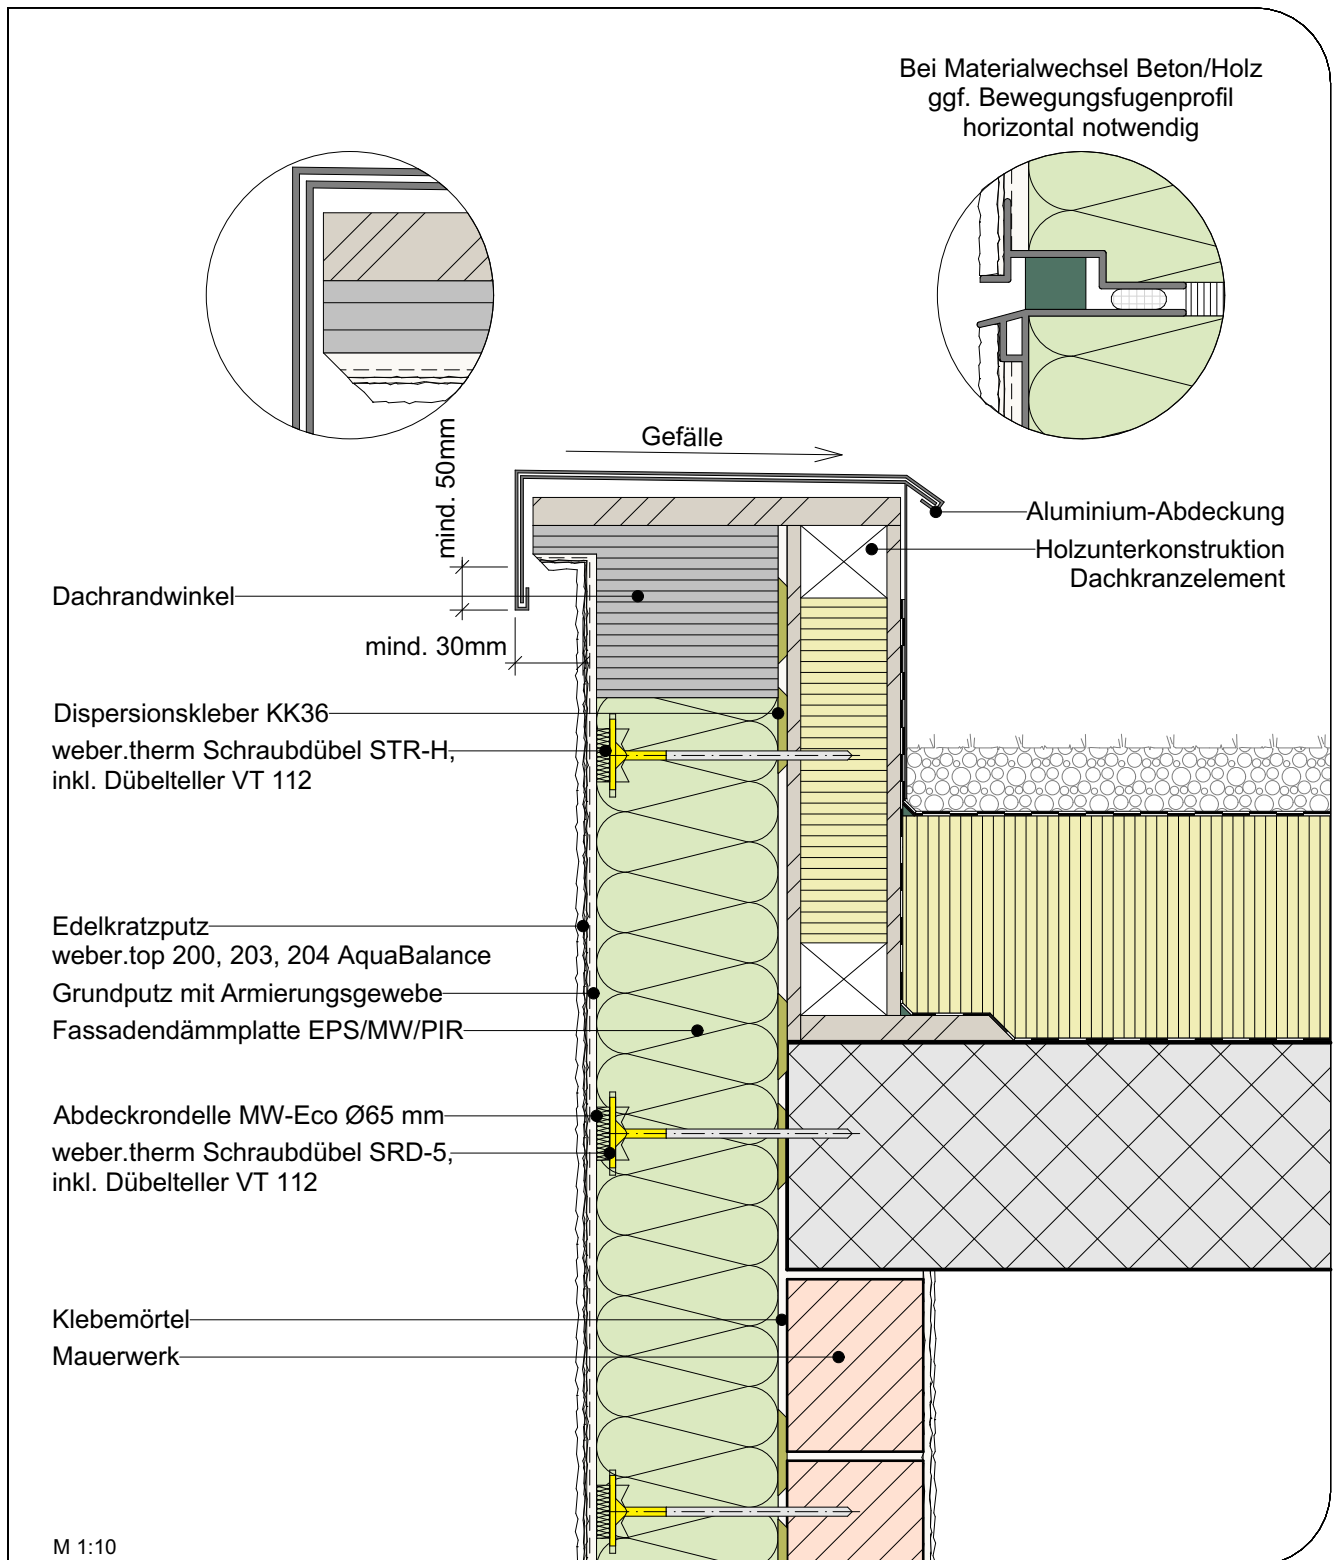 Bei Materialwechsel Beton/Holz
ggf. Bewegungsfugenprofil
horizontal notwendig
Gefälle
mind. 50mm
Aluminium-Abdeckung
Holzunterkonstruktion
Dachkranzelement
Dachrandwinkel
mind. 30mm
Dispersionskleber KK36
weber.therm Schraubdübel STR-H,
inkl. Dübelteller VT 112
Edelkratzputz
weber.top 200, 203, 204 AquaBalance
Grundputz mit Armierungsgewebe
Fassadendämmplatte EPS/MW/PIR
Abdeckrondelle MW-Eco Ø65 mm
weber.therm Schraubdübel SRD-5,
inkl. Dübelteller VT 112
Klebemörtel
Mauerwerk
M 1:10